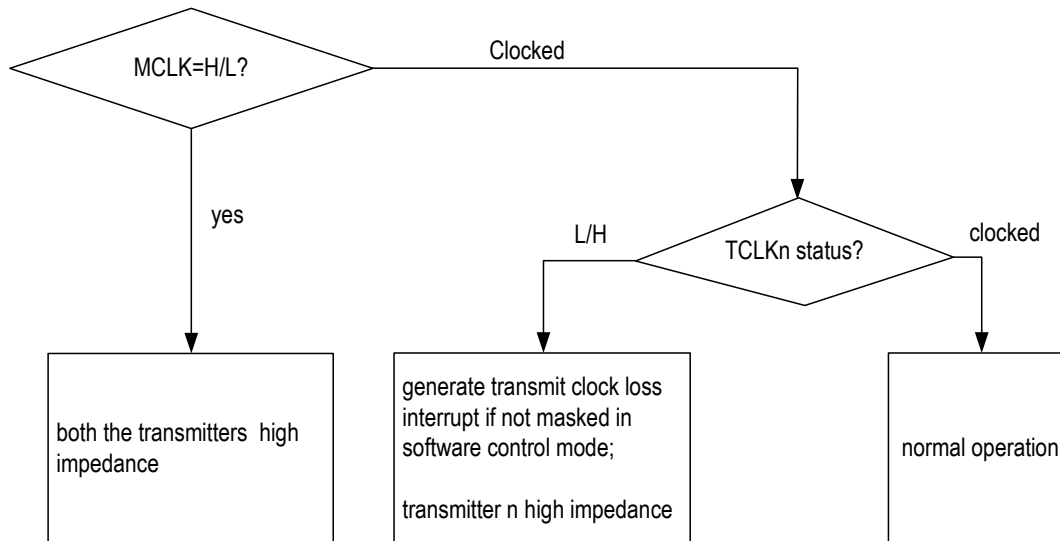 MCLK=H/L?
Clocked
yes
L/H
TCLKn status?
clocked
both the transmitters high
impedance
generate transmit clock loss
interrupt if not masked in
software control mode;
transmitter n high impedance
normal operation